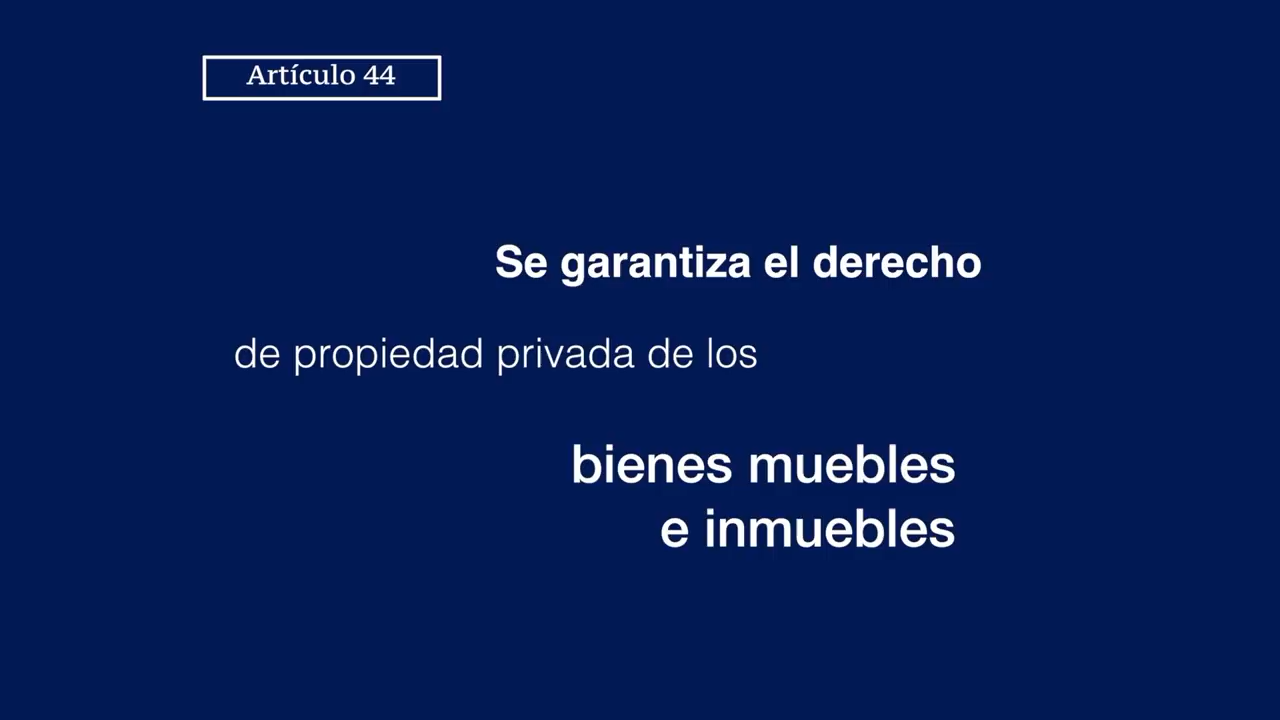 Artículo 44
Se garantiza el derecho
de propiedad privada de los
bienes muebles
e inmuebles